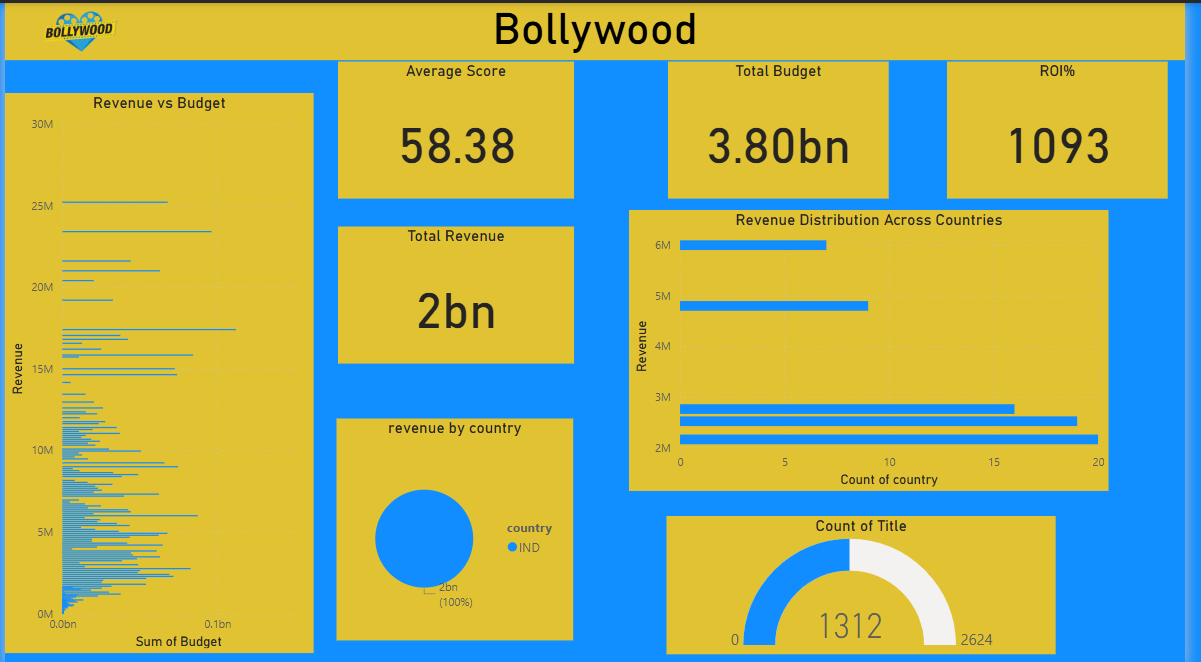 BOLLYWOOD
Bollywood
Revenue vs Budget
30M
25M
20M
15M
10M
5M
0M
0.0bn 0.1bn
Revenue
Sum of Budget
Average Score
58.38
Total Budget
3.80bn
ROI%
1093
Total Revenue
2bn
Revenue Distribution Across Countries
6M
5M
4M
3M
2M
0 5 10 15 20
Revenue
Count of country
revenue by country
country
IND
2bn
(100%)
Count of Title
1312
0 2624